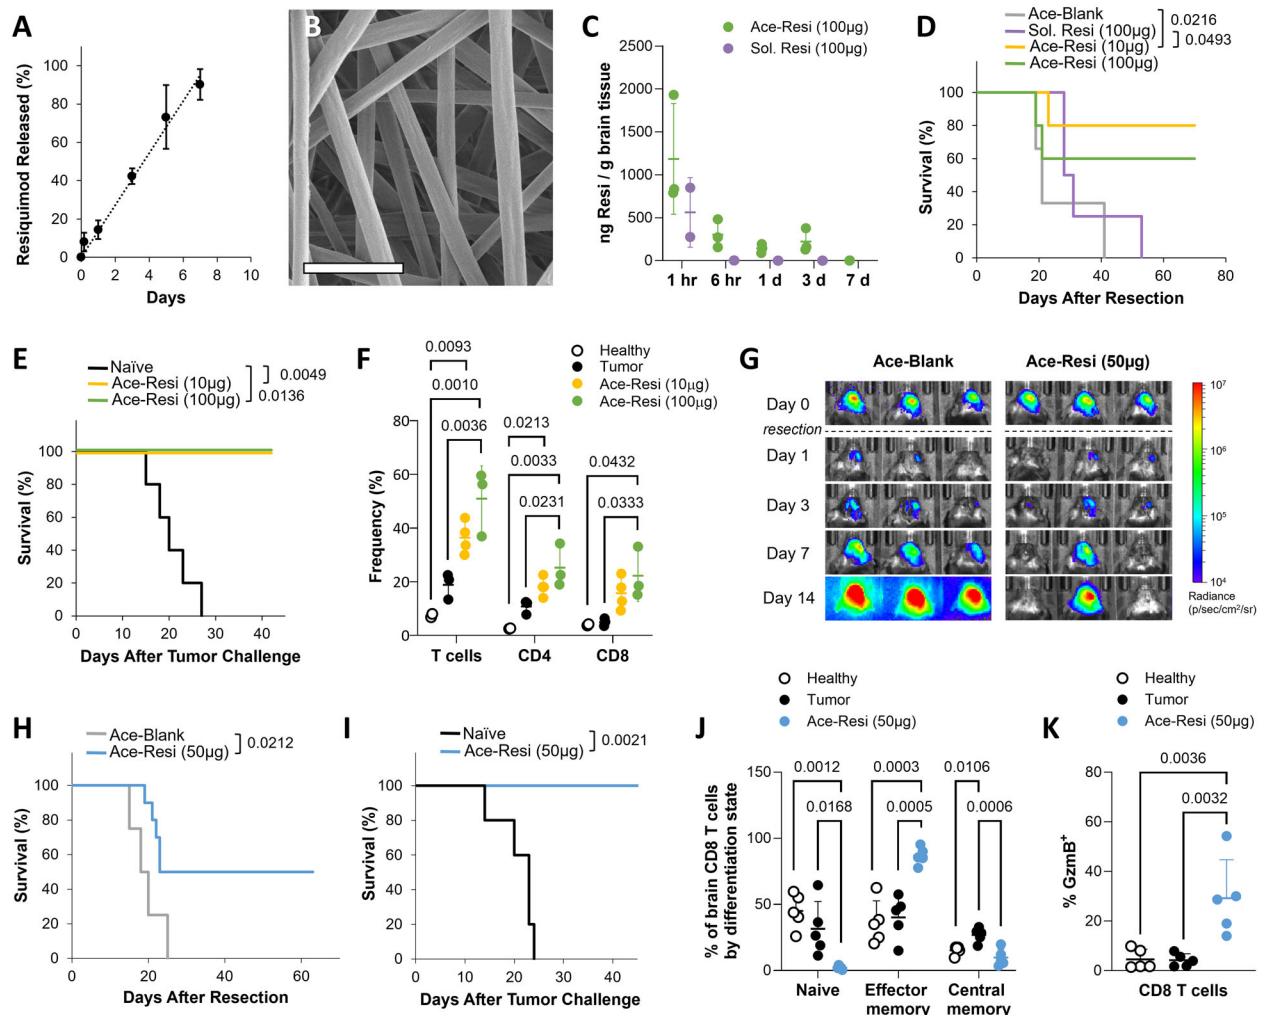 A
Resiquimod Released (%)
100
80
60
40
20
0
0 2 4 6 8 10
Days
B
C
Ace-Resi (100µg)
Sol. Resi (100µg)
ng Resi / g brain tissue
2500
2000
1500
1000
500
0
1 hr 6 hr 1 d 3 d 7 d
D
Ace-Blank
Sol. Resi (100µg)
Ace-Resi (10µg)
Ace-Resi (100µg)
0.0216
0.0493
Survival (%)
100
80
60
40
20
0
0 20 40 60 80
Days After Resection
E
Naïve
Ace-Resi (10µg)
Ace-Resi (100µg)
0.0049
0.0136
Survival (%)
100
80
60
40
20
0
0 10 20 30 40
Days After Tumor Challenge
F
Healthy
Tumor
Ace-Resi (10µg)
Ace-Resi (100µg)
0.0093
0.0010
0.0036
0.0213
0.0033
0.0231
0.0432
0.0333
Frequency (%)
80
60
40
20
0
T cells CD4 CD8
G
Ace-Blank Ace-Resi (50µg)
Day 0
resection
Day 1
Day 3
Day 7
Day 14
10⁷
10⁶
10⁵
10⁴
Radiance
(p/sec/cm²/sr)
H
Ace-Blank
Ace-Resi (50µg)
0.0212
Survival (%)
100
80
60
40
20
0
0 20 40 60
Days After Resection
I
Naïve
Ace-Resi (50µg)
0.0021
Survival (%)
100
80
60
40
20
0
0 10 20 30 40
Days After Tumor Challenge
J
Healthy
Tumor
Ace-Resi (50µg)
0.0012
0.0168
0.0003
0.0005
0.0106
0.0006
% of brain CD8 T cells
by differentiation state
150
100
50
0
Naive Effector Central
memory memory
K
Healthy
Tumor
Ace-Resi (50µg)
0.0036
0.0032
% GzmB⁺
80
60
40
20
0
CD8 T cells